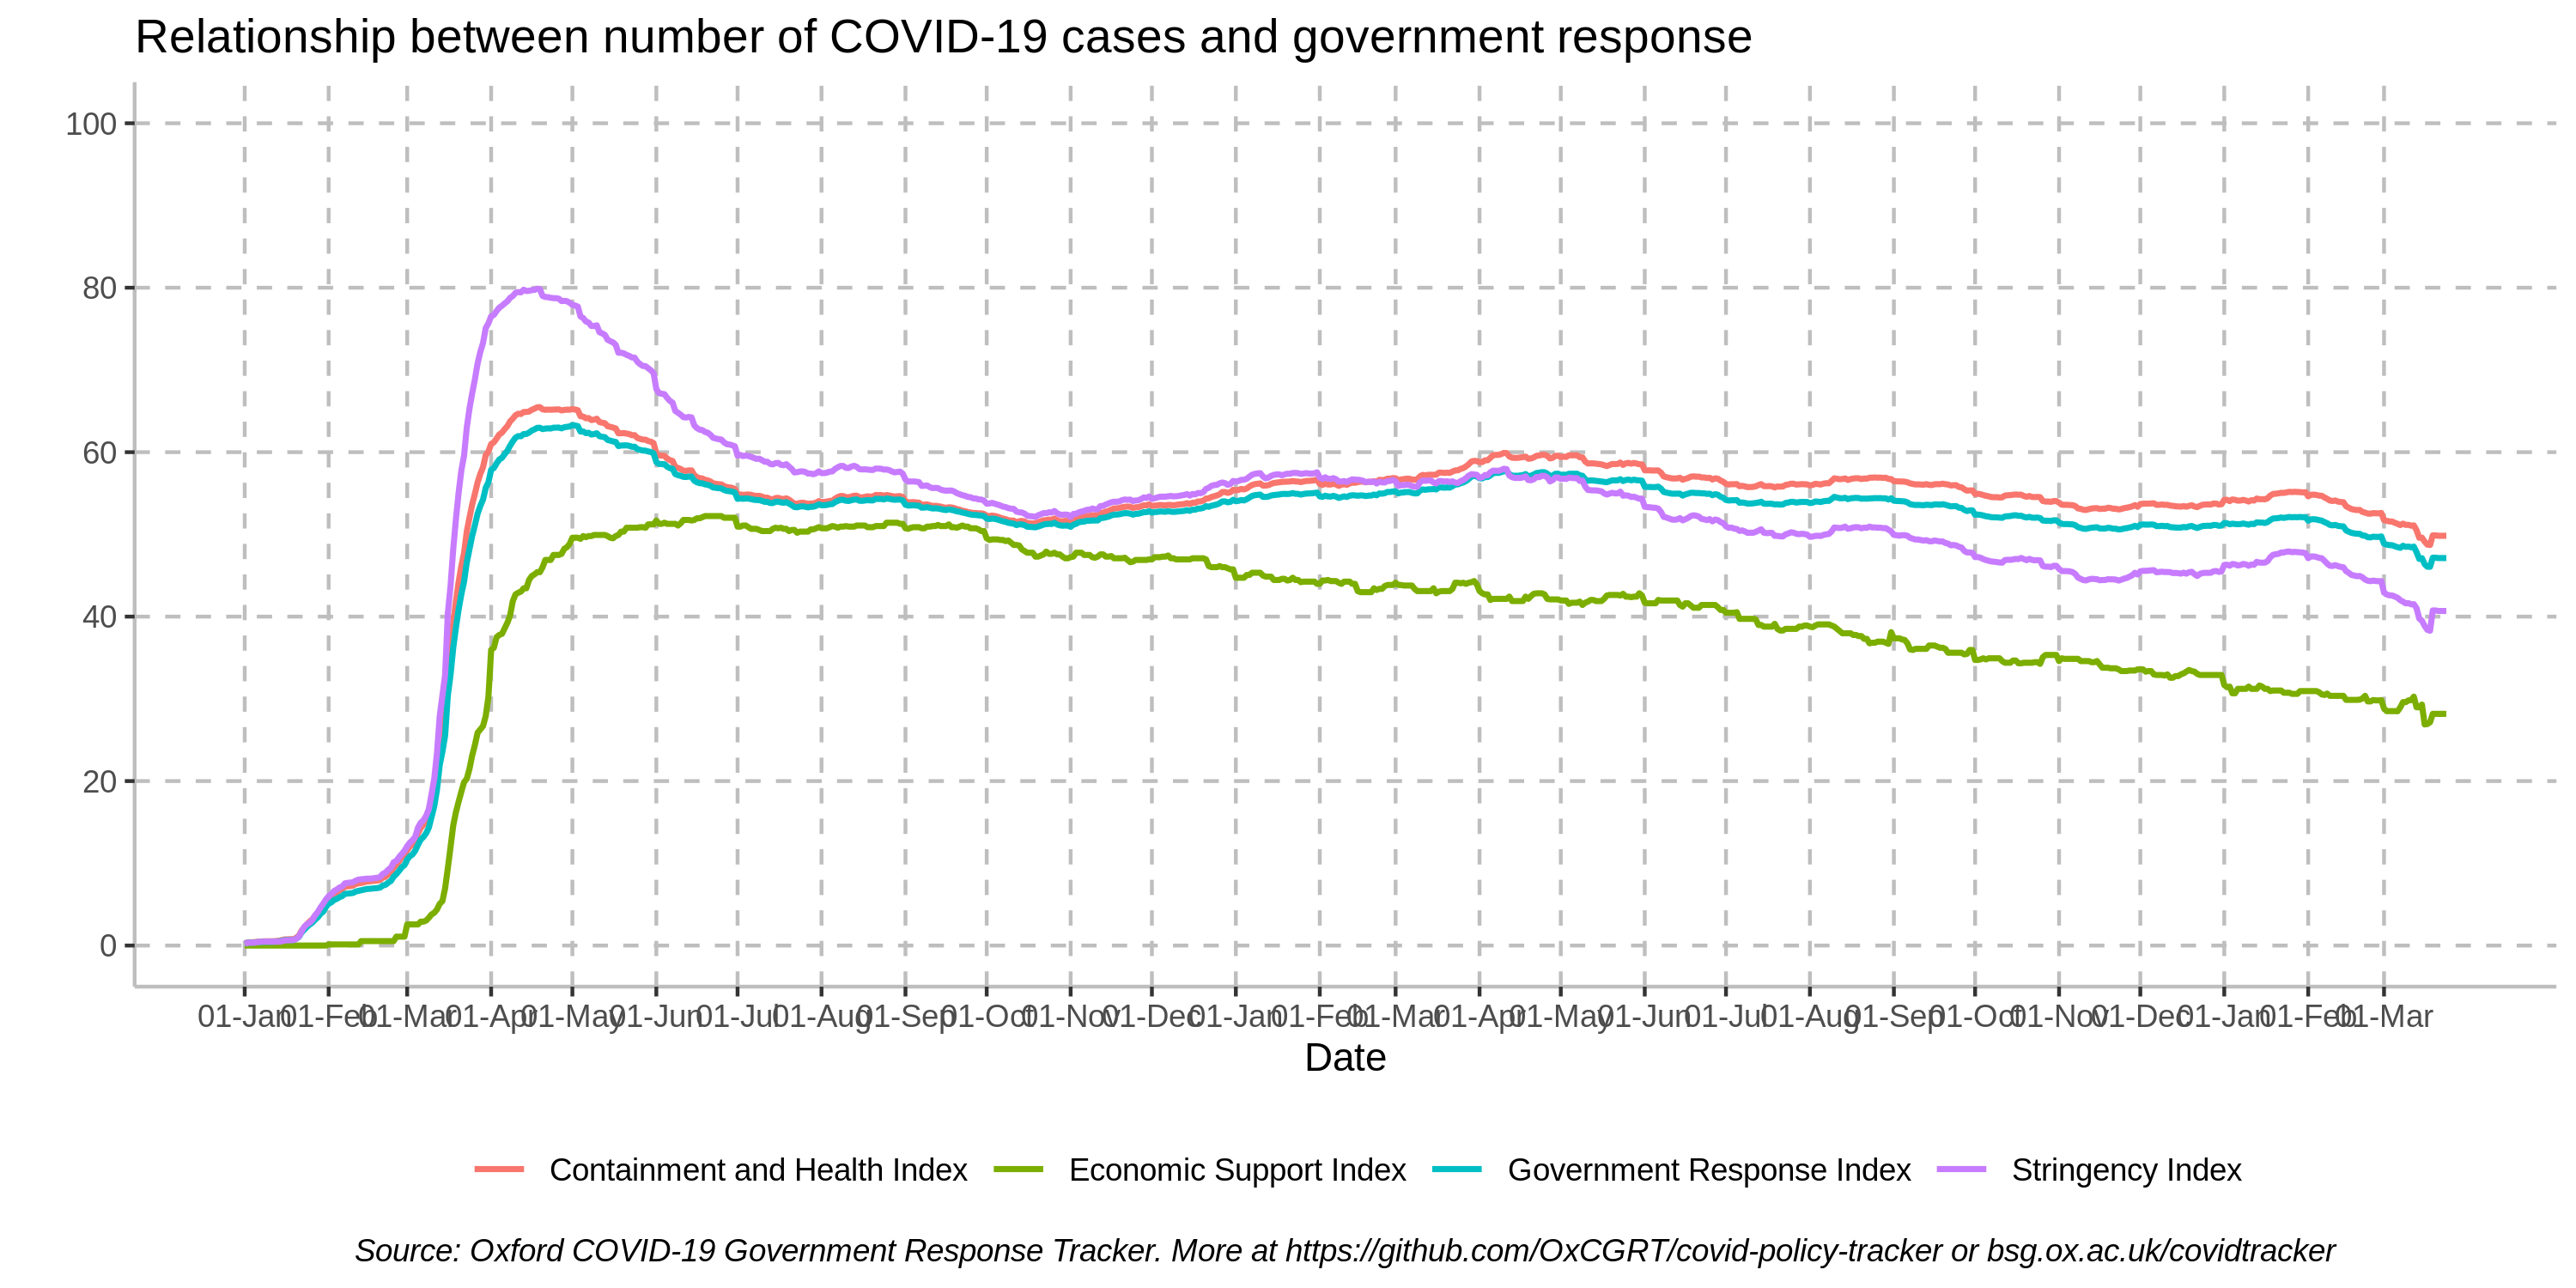 Relationship between number of COVID-19 cases and government response
100
80
60
40
20
0
01-Jan 01-Feb 01-Mar 01-Apr 01-May 01-Jun 01-Jul 01-Aug 01-Sep 01-Oct 01-Nov 01-Dec 01-Jan 01-Feb 01-Mar 01-Apr 01-May 01-Jun 01-Jul 01-Aug 01-Sep 01-Oct 01-Nov 01-Dec 01-Jan 01-Feb 01-Mar
Date
Containment and Health Index Economic Support Index Government Response Index Stringency Index
Source: Oxford COVID-19 Government Response Tracker. More at https://github.com/OxCGRT/covid-policy-tracker or bsg.ox.ac.uk/covidtracker